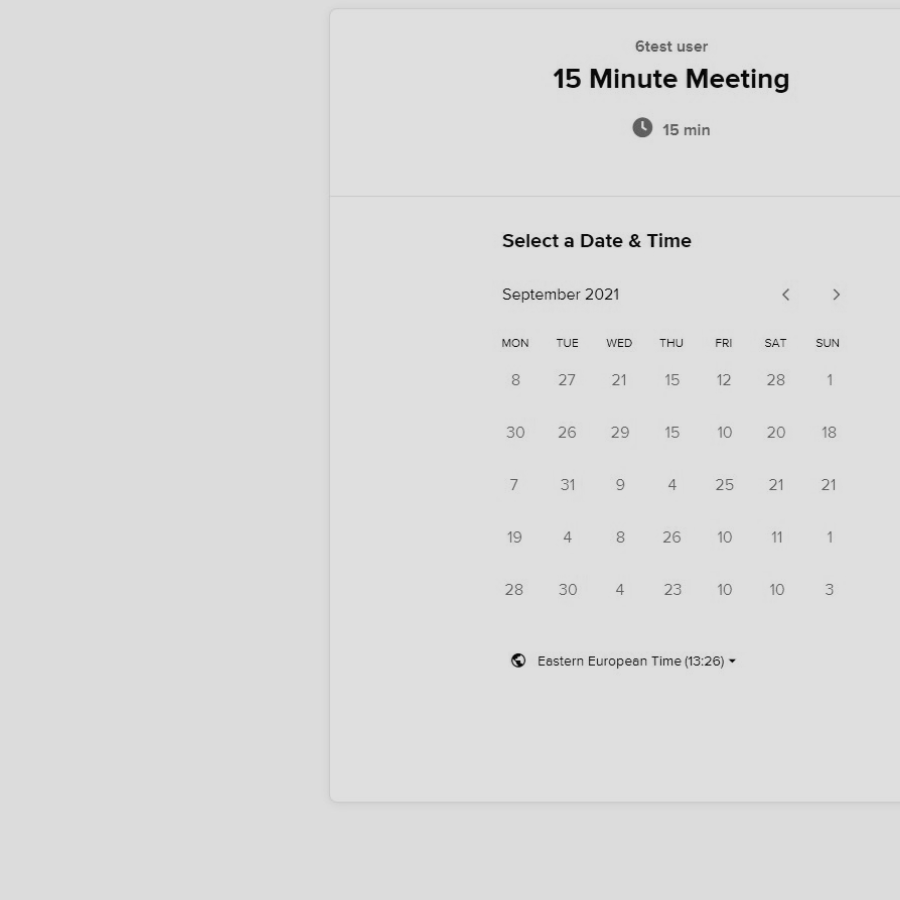 6test user
15 Minute Meeting
15 min
Select a Date & Time
September 2021
MON TUE WED THU FRI SAT SUN
8 27 21 15 12 28 1
30 26 29 15 10 20 18
7 31 9 4 25 21 21
19 4 8 26 10 11 1
28 30 4 23 10 10 3
Eastern European Time (13:26)